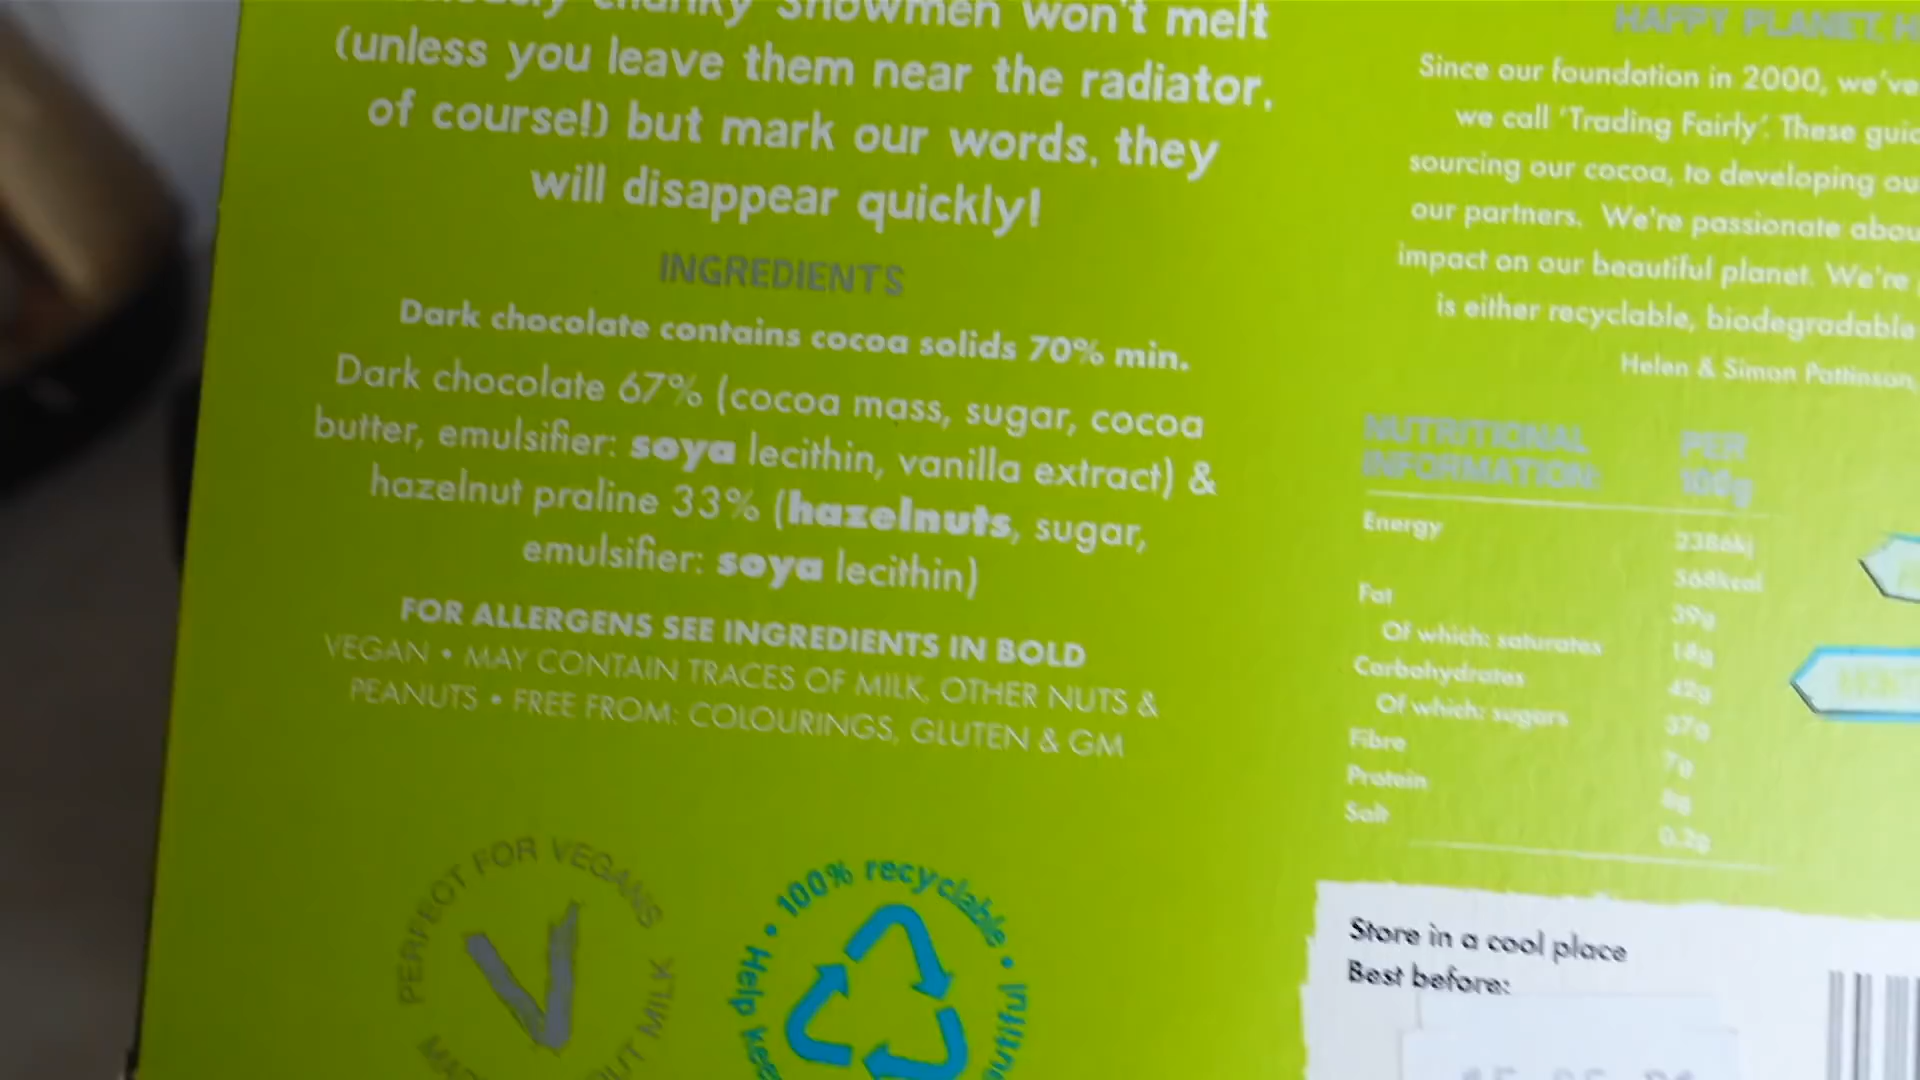 chunky Snowmen won't melt
(unless you leave them near the radiator,
of course!) but mark our words, they
will disappear quickly!
INGREDIENTS
Dark chocolate contains cocoa solids 70% min.
Dark chocolate 67% (cocoa mass, sugar, cocoa
butter, emulsifier: soya lecithin, vanilla extract) &
hazelnut praline 33% (hazelnuts, sugar,
emulsifier: soya lecithin)
FOR ALLERGENS SEE INGREDIENTS IN BOLD
VEGAN • MAY CONTAIN TRACES OF MILK, OTHER NUTS &
PEANUTS • FREE FROM: COLOURINGS, GLUTEN & GM
PERFECT FOR VEGANS
MILK
• 100% recyclable •
Help
HAPPY PLANET,
Since our foundation in 2000, we've
we call 'Trading Fairly'. These
sourcing our cocoa, to developing
our partners. We're passionate
impact on our beautiful planet. We're
is either recyclable, biodegradable
Helen & Simon Pattinson,
NUTRITIONAL INFORMATION: PER 100g
Energy 2386kj
568kcal
Fat 39g
Of which: saturates 18g
Carbohydrates 42g
Of which: sugars 37g
Fibre 7g
Protein 8g
Salt 0.2g
Store in a cool place
Best before: